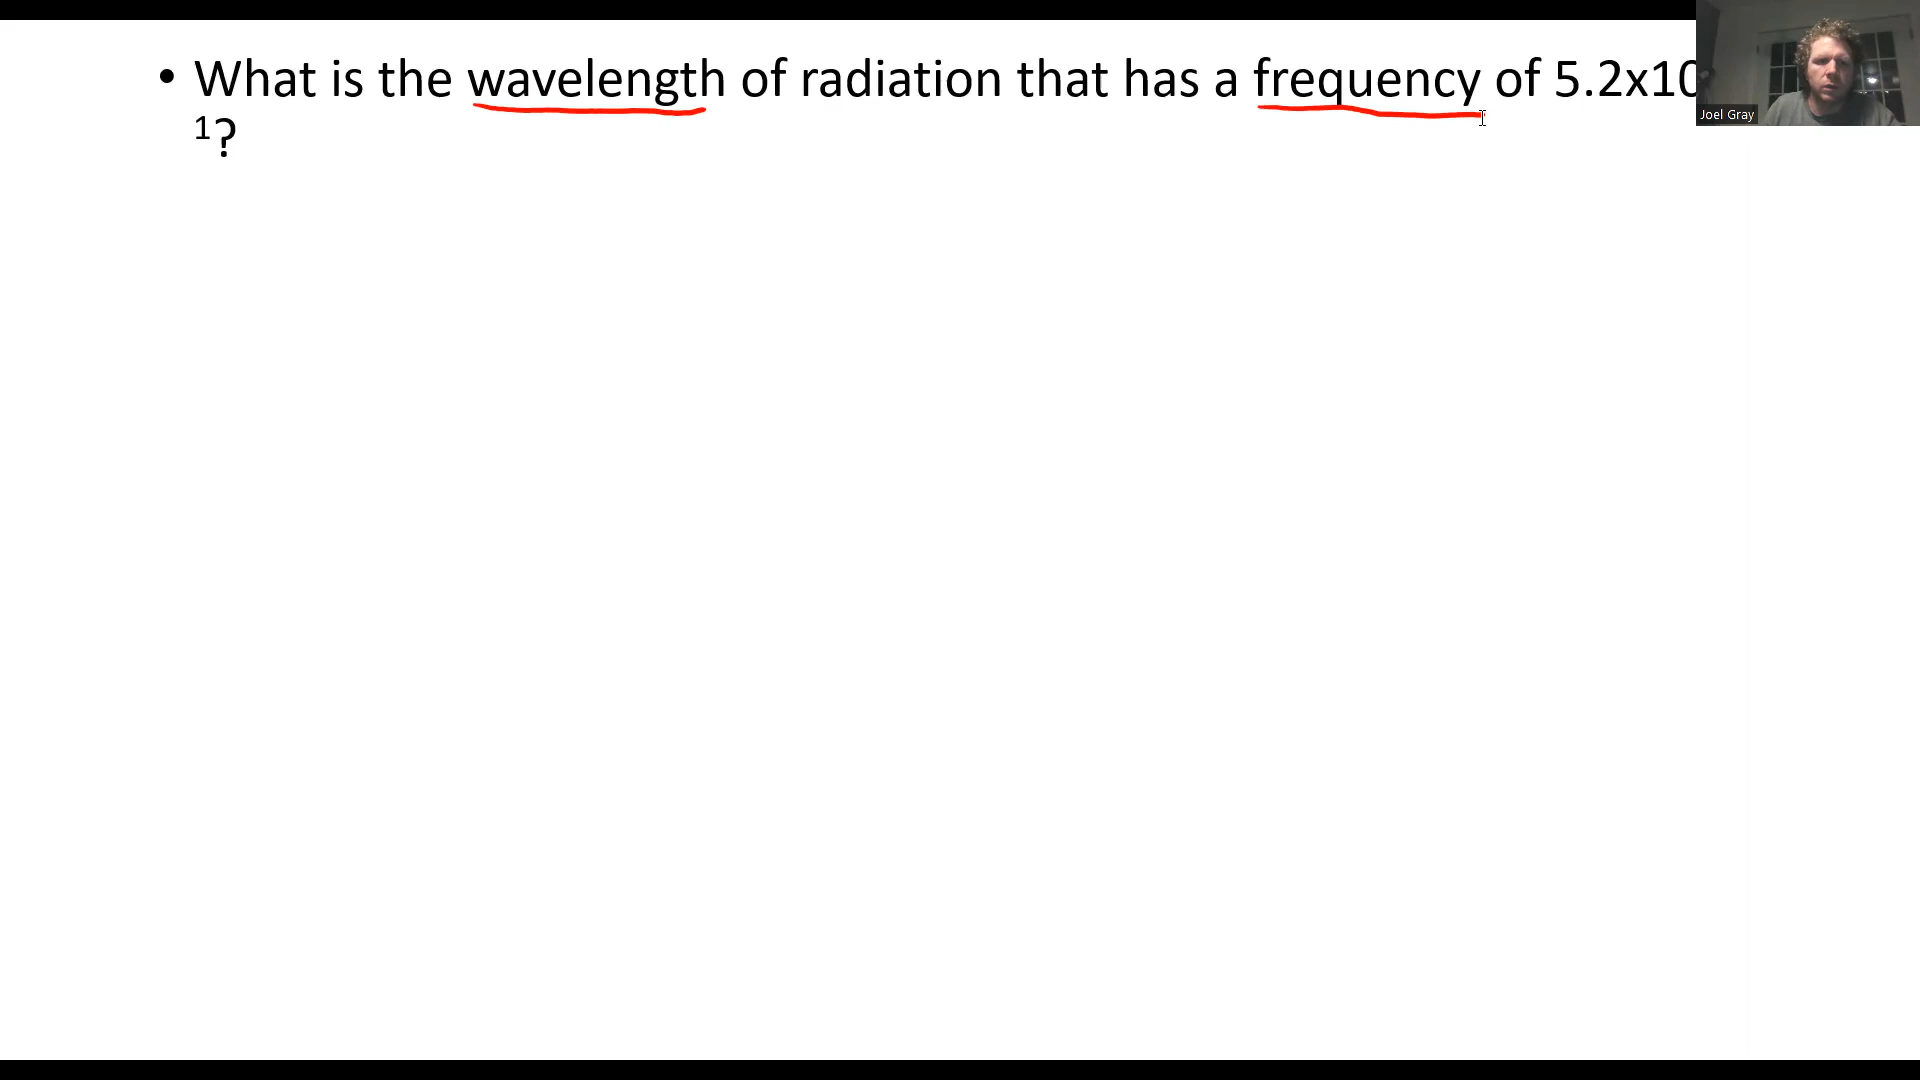 • What is the wavelength of radiation that has a frequency of 5.2x10
¹?
Joel Gray